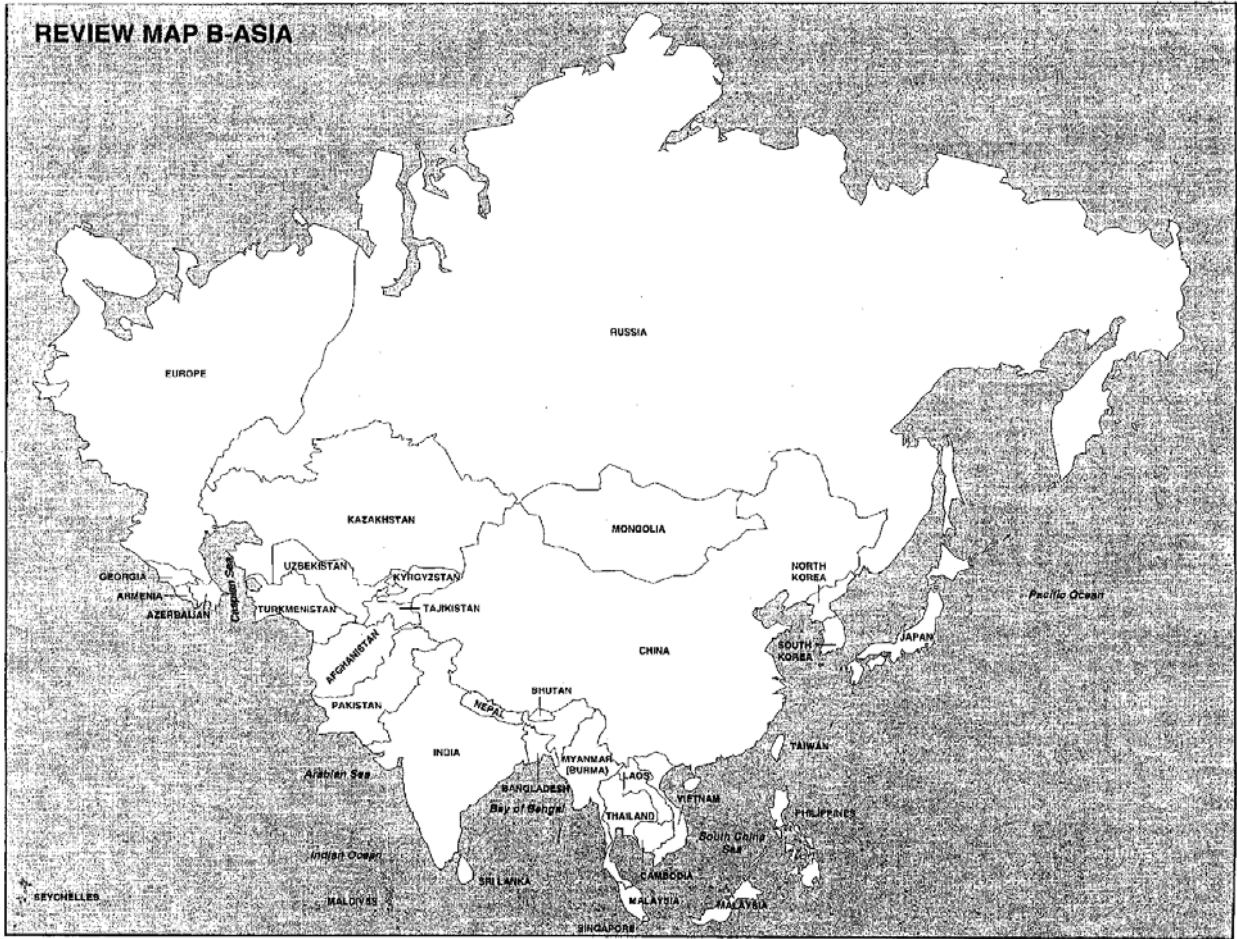 REVIEW MAP B-ASIA
RUSSIA
EUROPE
KAZAKHSTAN
MONGOLIA
UZBEKISTAN
KYRGYZSTAN
NORTH
KOREA
GEORGIA
ARMENIA
AZERBAIJAN
Caspian Sea
TURKMENISTAN
TAJIKISTAN
Pacific Ocean
AFGHANISTAN
CHINA
SOUTH
KOREA
JAPAN
PAKISTAN
NEPAL
BHUTAN
INDIA
MYANMAR
(BURMA)
TAIWAN
Arabian Sea
LAOS
BANGLADESH
Bay of Bengal
VIETNAM
THAILAND
PHILIPPINES
South China
Sea
Indian Ocean
CAMBODIA
SRI LANKA
SEYCHELLES
MALDIVES
MALAYSIA
MALAYSIA
SINGAPORE